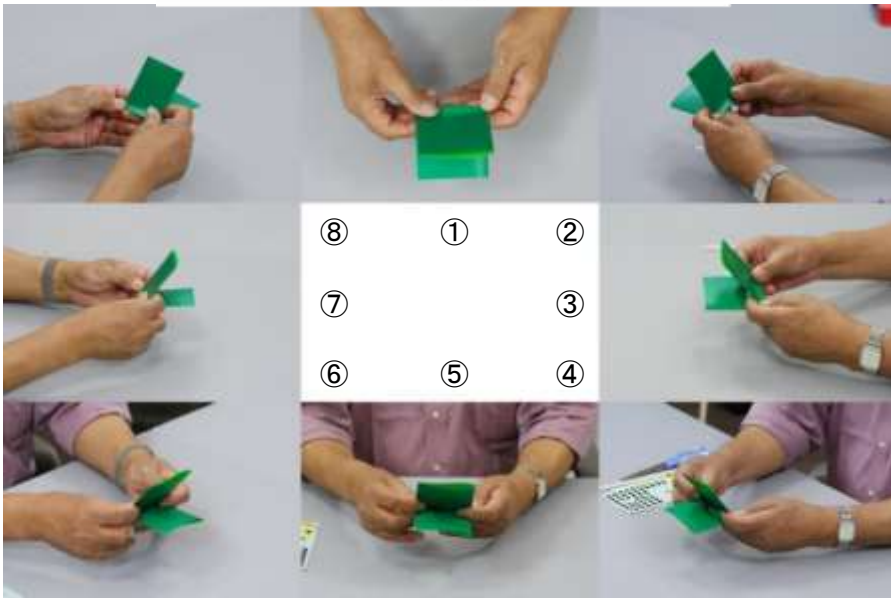 ⑧ ① ②
⑦ ③
⑥ ⑤ ④